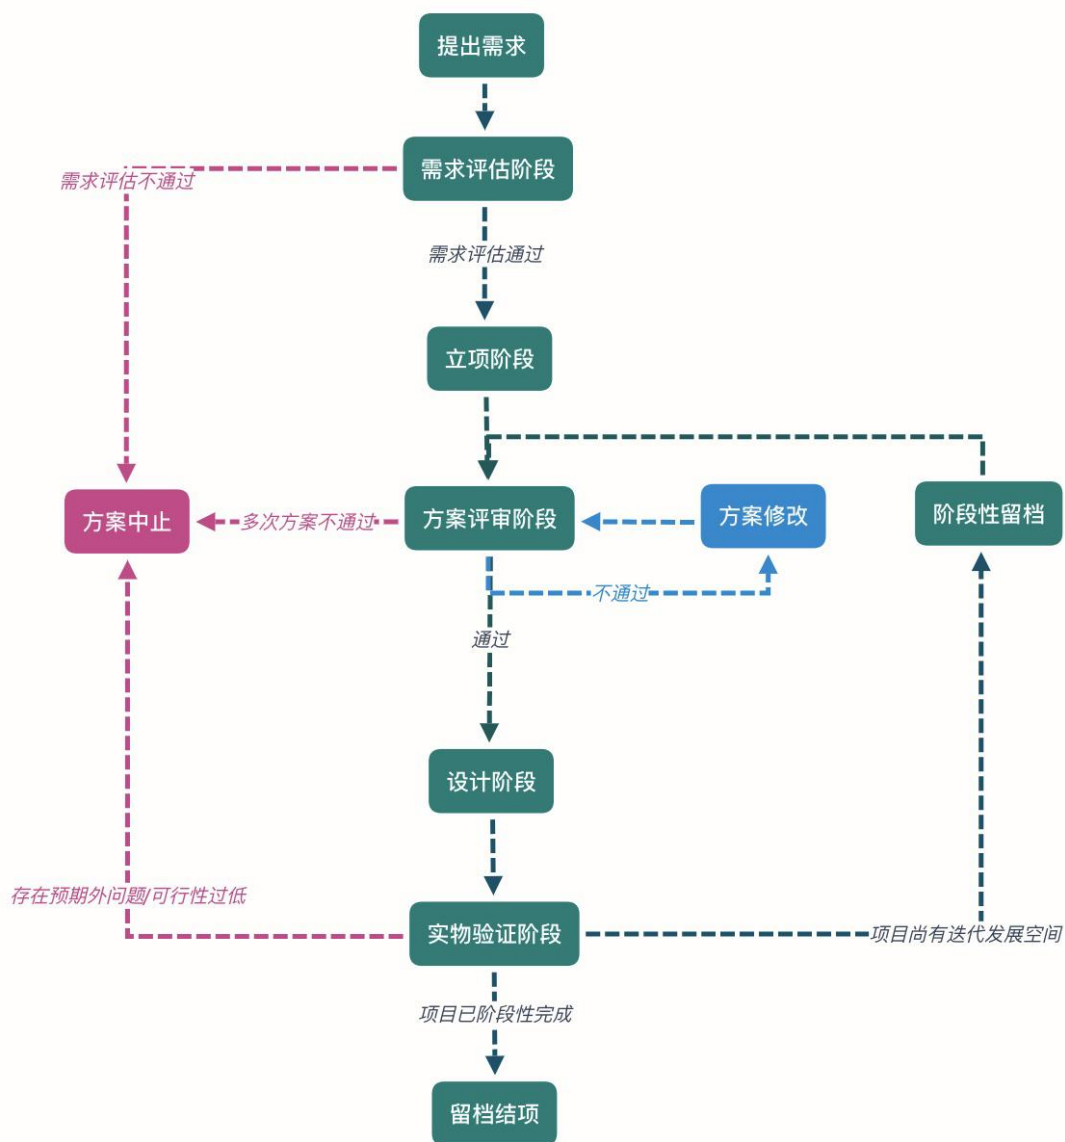 提出需求
需求评估阶段
需求评估不通过
需求评估通过
立项阶段
方案中止
多次方案不通过
方案评审阶段
方案修改
阶段性留档
不通过
通过
设计阶段
存在预期外问题/可行性过低
实物验证阶段
项目尚有迭代发展空间
项目已阶段性完成
留档结项